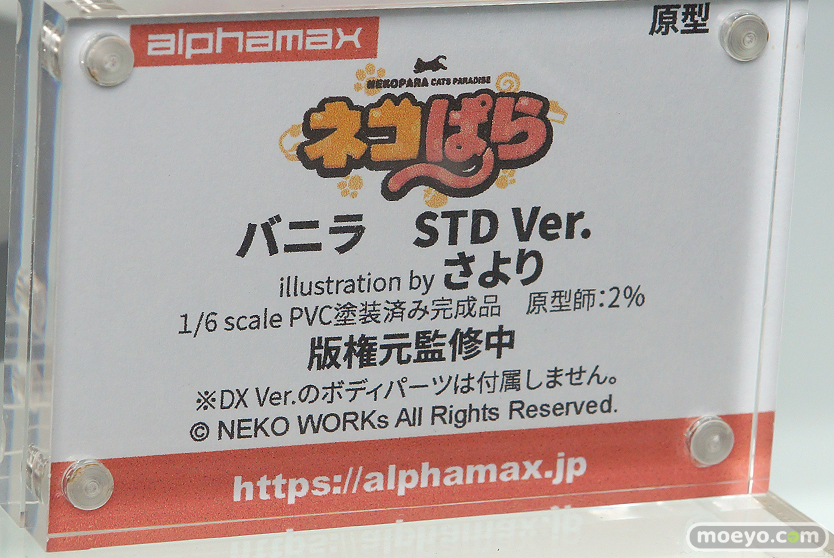 alphamax
原型
NEKOPARA CATS PARADISE
ネコぱら
バニラ　STD Ver.
illustration by さより
1/6 scale PVC塗装済み完成品　原型師：2%
版権元監修中
※DX Ver.のボディパーツは付属しません。
© NEKO WORKs All Rights Reserved.
https://alphamax.jp
moeyo.com